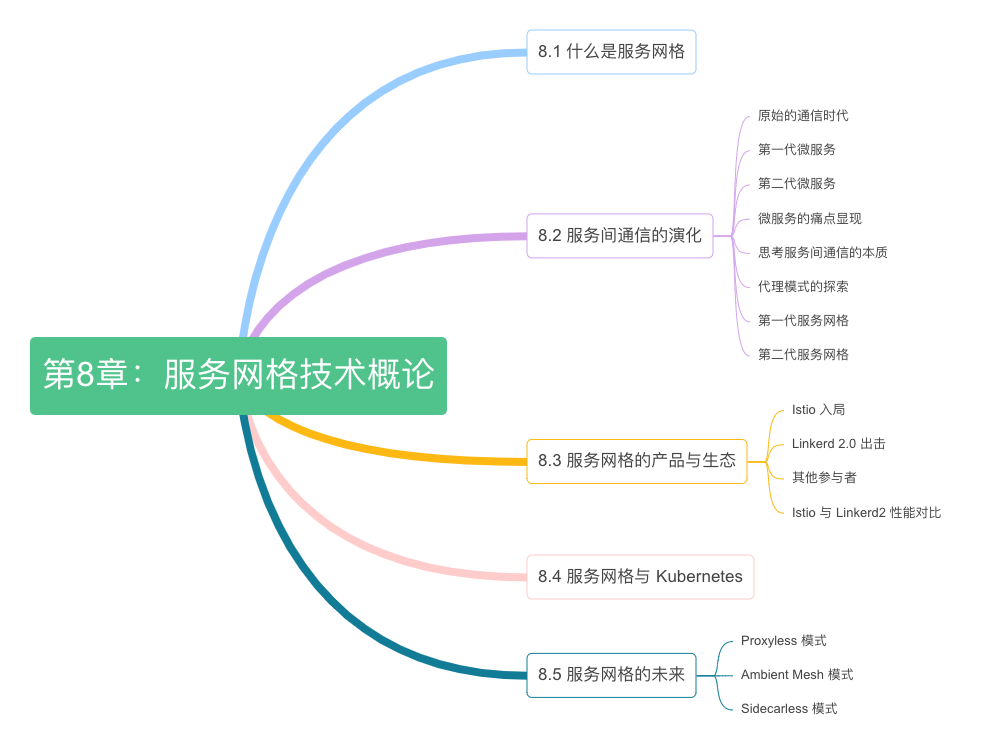 第8章：服务网格技术概论
8.1 什么是服务网格
8.2 服务间通信的演化
原始的通信时代
第一代微服务
第二代微服务
微服务的痛点显现
思考服务间通信的本质
代理模式的探索
第一代服务网格
第二代服务网格
8.3 服务网格的产品与生态
Istio 入局
Linkerd 2.0 出击
其他参与者
Istio 与 Linkerd2 性能对比
8.4 服务网格与 Kubernetes
8.5 服务网格的未来
Proxyless 模式
Ambient Mesh 模式
Sidecarless 模式